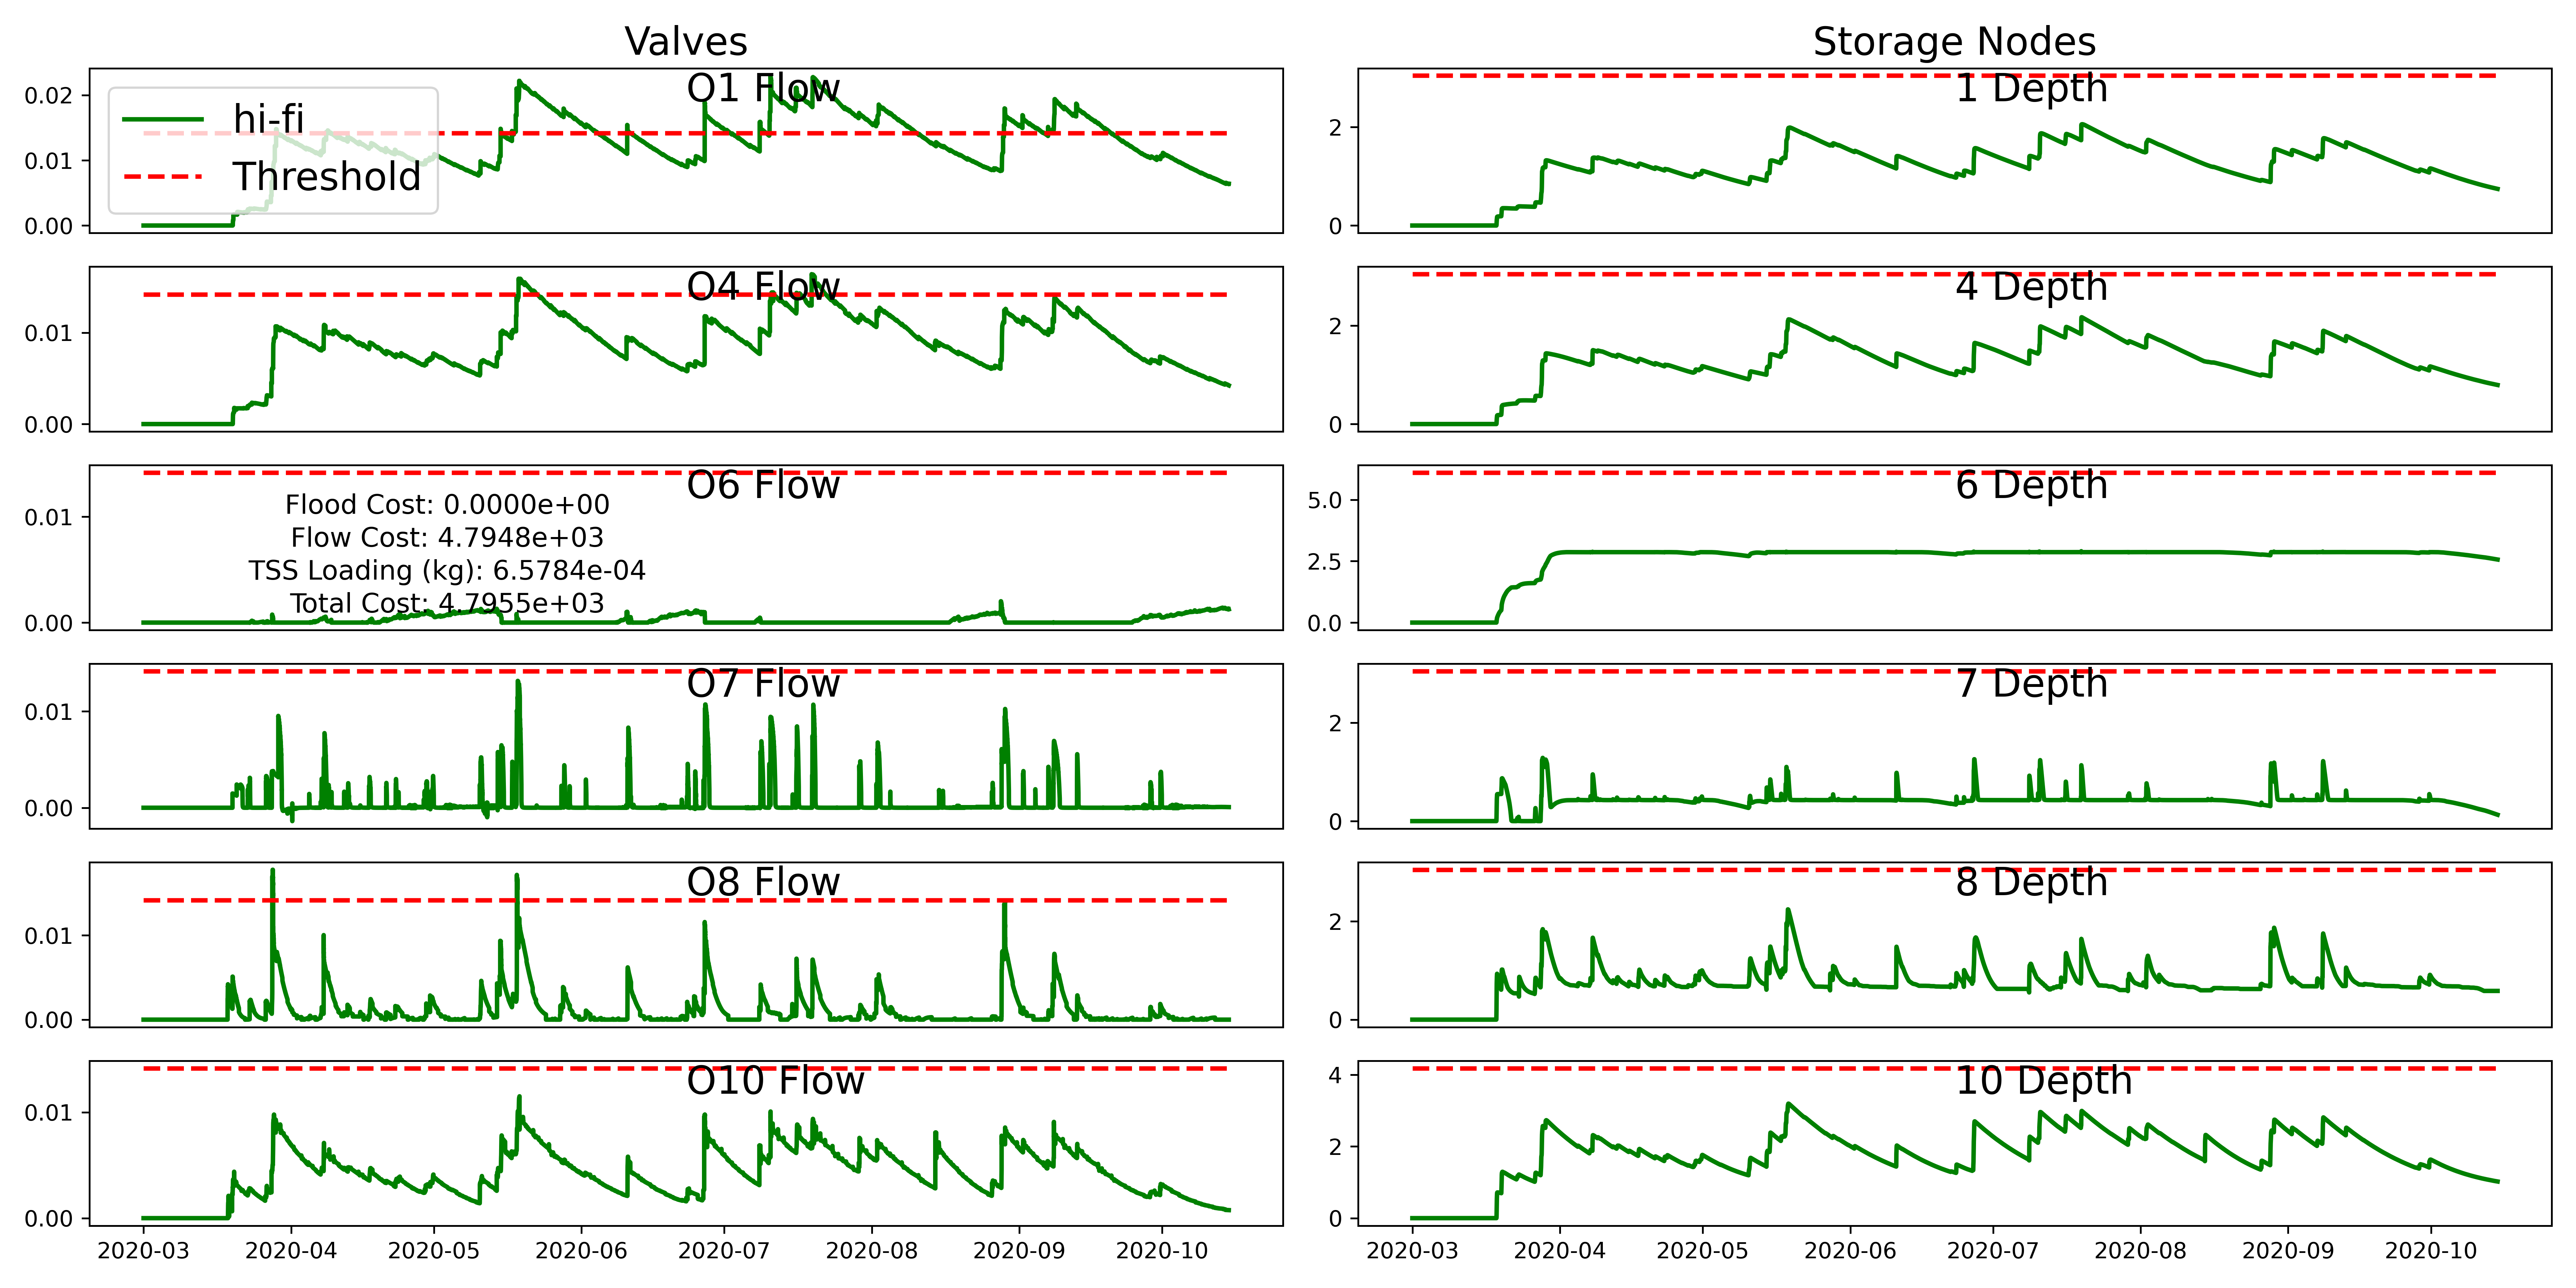 Valves
Storage Nodes
O1 Flow
hi-fi
Threshold
0.02
0.01
0.00
1 Depth
2
0
O4 Flow
0.01
0.00
4 Depth
2
0
O6 Flow
Flood Cost: 0.0000e+00
Flow Cost: 4.7948e+03
TSS Loading (kg): 6.5784e-04
Total Cost: 4.7955e+03
0.01
0.00
6 Depth
5.0
2.5
0.0
O7 Flow
0.01
0.00
7 Depth
2
0
O8 Flow
0.01
0.00
8 Depth
2
0
O10 Flow
0.01
0.00
2020-03 2020-04 2020-05 2020-06 2020-07 2020-08 2020-09 2020-10
10 Depth
4
2
0
2020-03 2020-04 2020-05 2020-06 2020-07 2020-08 2020-09 2020-10